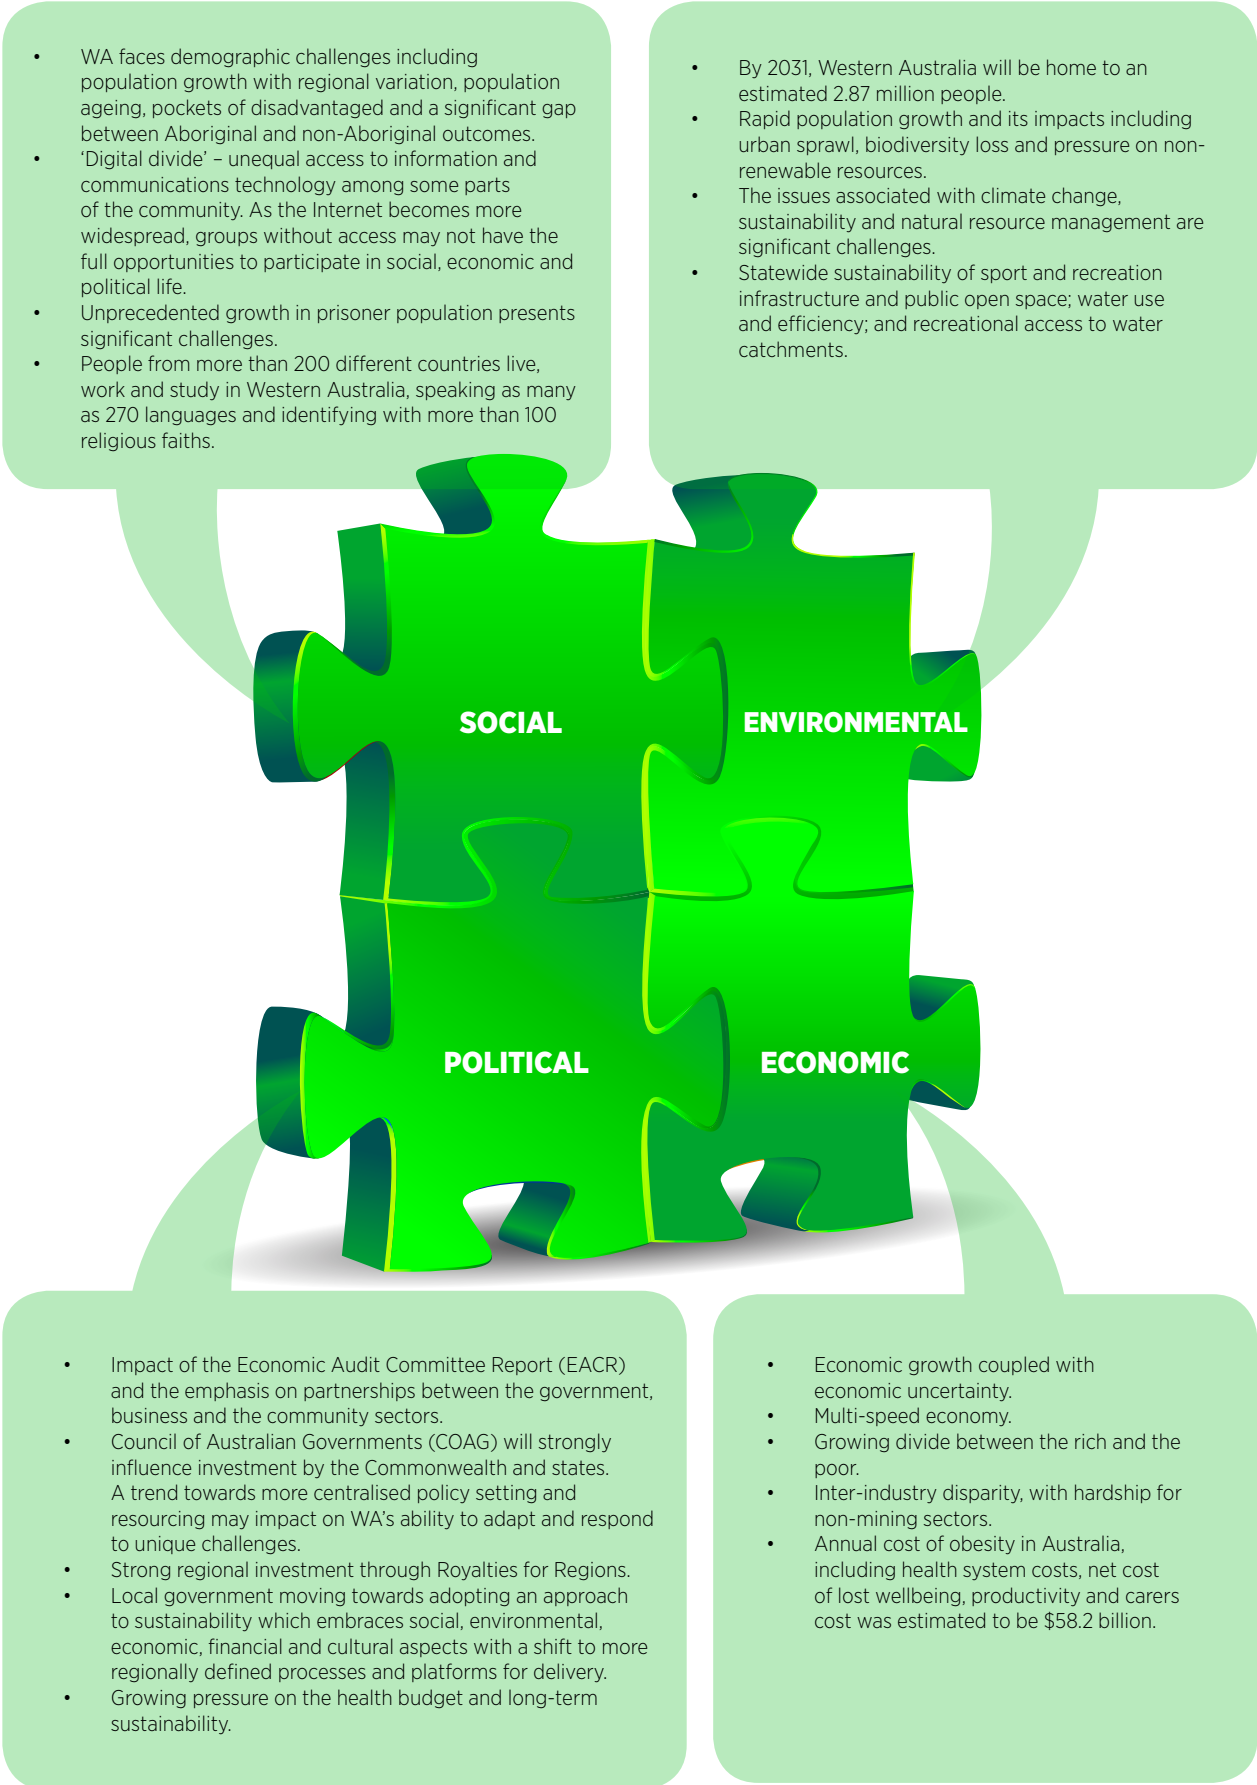 • WA faces demographic challenges including
population growth with regional variation, population
ageing, pockets of disadvantaged and a significant gap
between Aboriginal and non-Aboriginal outcomes.
• ‘Digital divide’ – unequal access to information and
communications technology among some parts
of the community. As the Internet becomes more
widespread, groups without access may not have the
full opportunities to participate in social, economic and
political life.
• Unprecedented growth in prisoner population presents
significant challenges.
• People from more than 200 different countries live,
work and study in Western Australia, speaking as many
as 270 languages and identifying with more than 100
religious faiths.
• By 2031, Western Australia will be home to an
estimated 2.87 million people.
• Rapid population growth and its impacts including
urban sprawl, biodiversity loss and pressure on non-
renewable resources.
• The issues associated with climate change,
sustainability and natural resource management are
significant challenges.
• Statewide sustainability of sport and recreation
infrastructure and public open space; water use
and efficiency; and recreational access to water
catchments.
SOCIAL
ENVIRONMENTAL
POLITICAL
ECONOMIC
• Impact of the Economic Audit Committee Report (EACR)
and the emphasis on partnerships between the government,
business and the community sectors.
• Council of Australian Governments (COAG) will strongly
influence investment by the Commonwealth and states.
A trend towards more centralised policy setting and
resourcing may impact on WA’s ability to adapt and respond
to unique challenges.
• Strong regional investment through Royalties for Regions.
• Local government moving towards adopting an approach
to sustainability which embraces social, environmental,
economic, financial and cultural aspects with a shift to more
regionally defined processes and platforms for delivery.
• Growing pressure on the health budget and long-term
sustainability.
• Economic growth coupled with
economic uncertainty.
• Multi-speed economy.
• Growing divide between the rich and the
poor.
• Inter-industry disparity, with hardship for
non-mining sectors.
• Annual cost of obesity in Australia,
including health system costs, net cost
of lost wellbeing, productivity and carers
cost was estimated to be $58.2 billion.